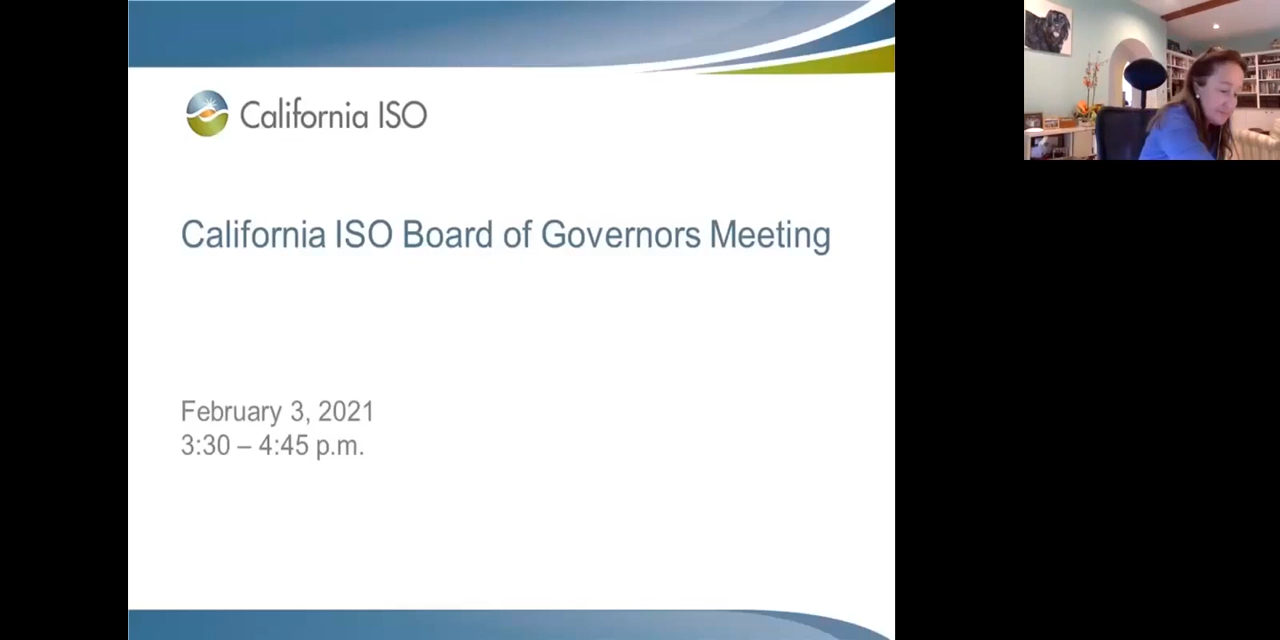 California ISO
California ISO Board of Governors Meeting
February 3, 2021
3:30 – 4:45 p.m.